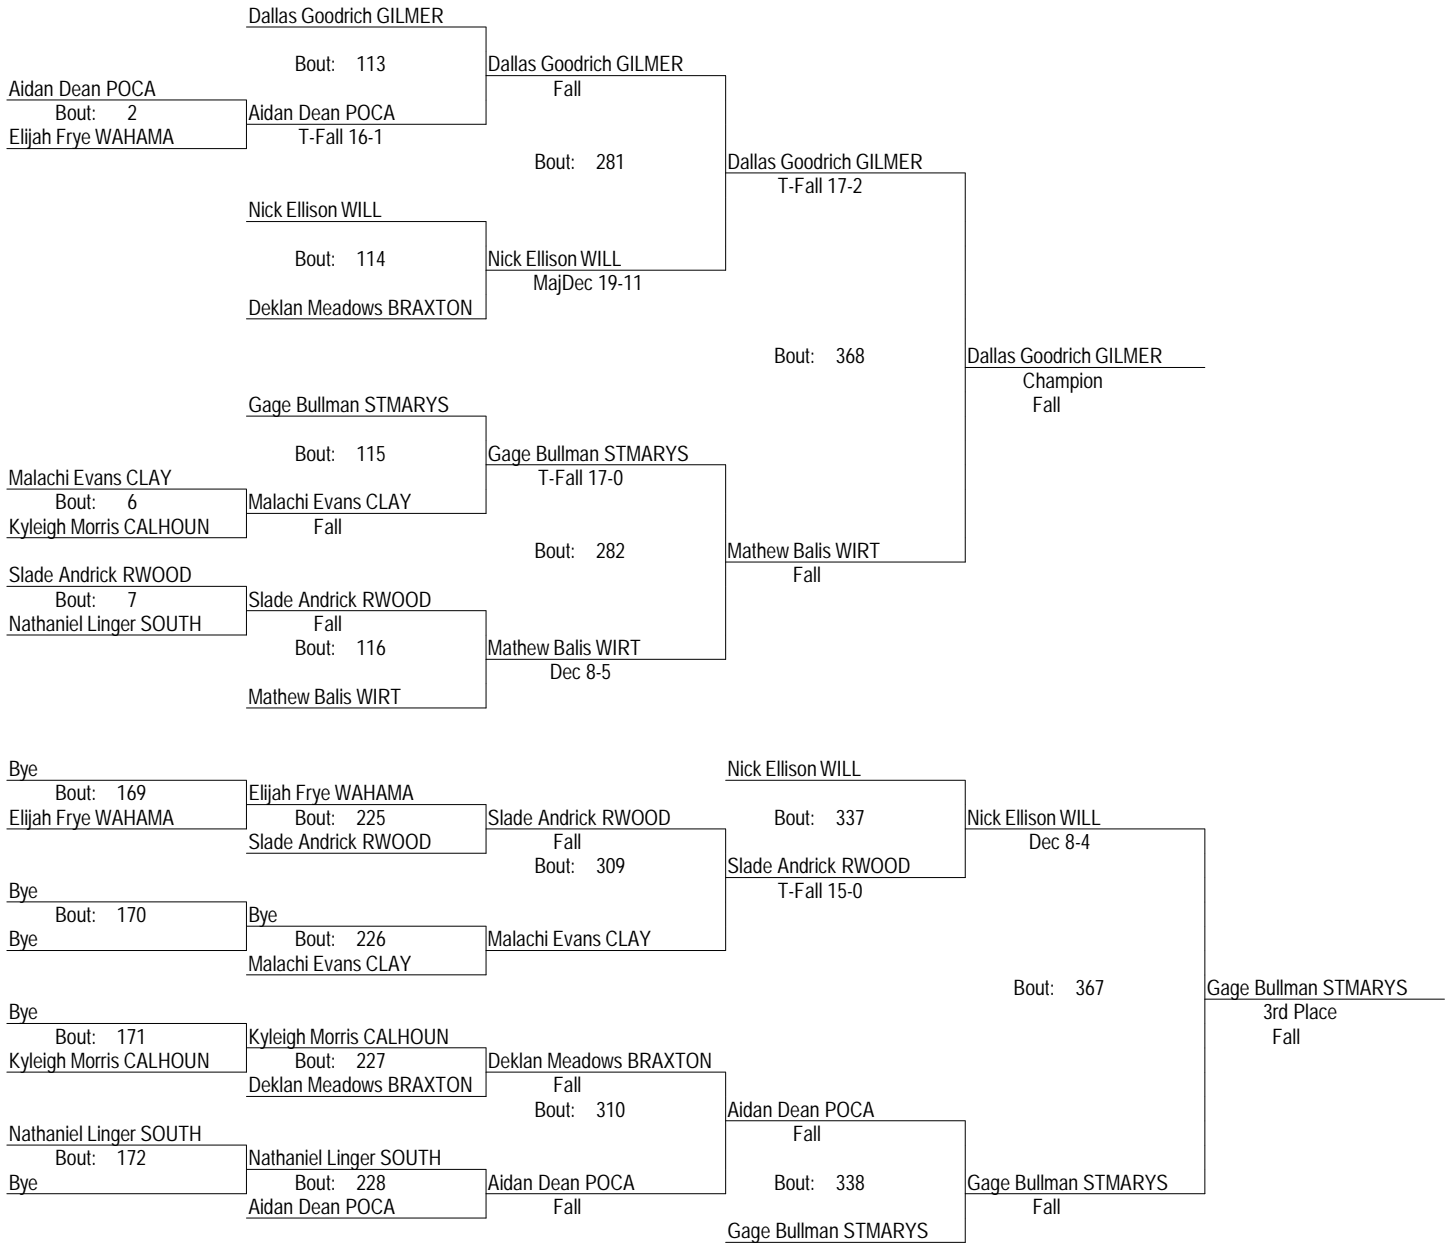 Dallas Goodrich GILMER
Bout: 113
Dallas Goodrich GILMER
Fall
Aidan Dean POCA
Bout: 2
Elijah Frye WAHAMA
Aidan Dean POCA
T-Fall 16-1
Bout: 281
Dallas Goodrich GILMER
T-Fall 17-2
Nick Ellison WILL
Bout: 114
Nick Ellison WILL
MajDec 19-11
Deklan Meadows BRAXTON
Bout: 368
Dallas Goodrich GILMER
Champion
Fall
Gage Bullman STMARYS
Bout: 115
Gage Bullman STMARYS
T-Fall 17-0
Malachi Evans CLAY
Bout: 6
Kyleigh Morris CALHOUN
Malachi Evans CLAY
Fall
Bout: 282
Mathew Balis WIRT
Fall
Slade Andrick RWOOD
Bout: 7
Nathaniel Linger SOUTH
Slade Andrick RWOOD
Fall
Bout: 116
Mathew Balis WIRT
Dec 8-5
Mathew Balis WIRT
Bye
Bout: 169
Elijah Frye WAHAMA
Elijah Frye WAHAMA
Bout: 225
Slade Andrick RWOOD
Slade Andrick RWOOD
Fall
Bout: 309
Nick Ellison WILL
Bout: 337
Slade Andrick RWOOD
T-Fall 15-0
Nick Ellison WILL
Dec 8-4
Bye
Bout: 170
Bye
Bye
Bout: 226
Malachi Evans CLAY
Malachi Evans CLAY
Bout: 367
Gage Bullman STMARYS
3rd Place
Fall
Bye
Bout: 171
Kyleigh Morris CALHOUN
Kyleigh Morris CALHOUN
Bout: 227
Deklan Meadows BRAXTON
Deklan Meadows BRAXTON
Fall
Bout: 310
Aidan Dean POCA
Fall
Nathaniel Linger SOUTH
Bout: 172
Bye
Nathaniel Linger SOUTH
Bout: 228
Aidan Dean POCA
Aidan Dean POCA
Fall
Bout: 338
Gage Bullman STMARYS
Gage Bullman STMARYS
Fall